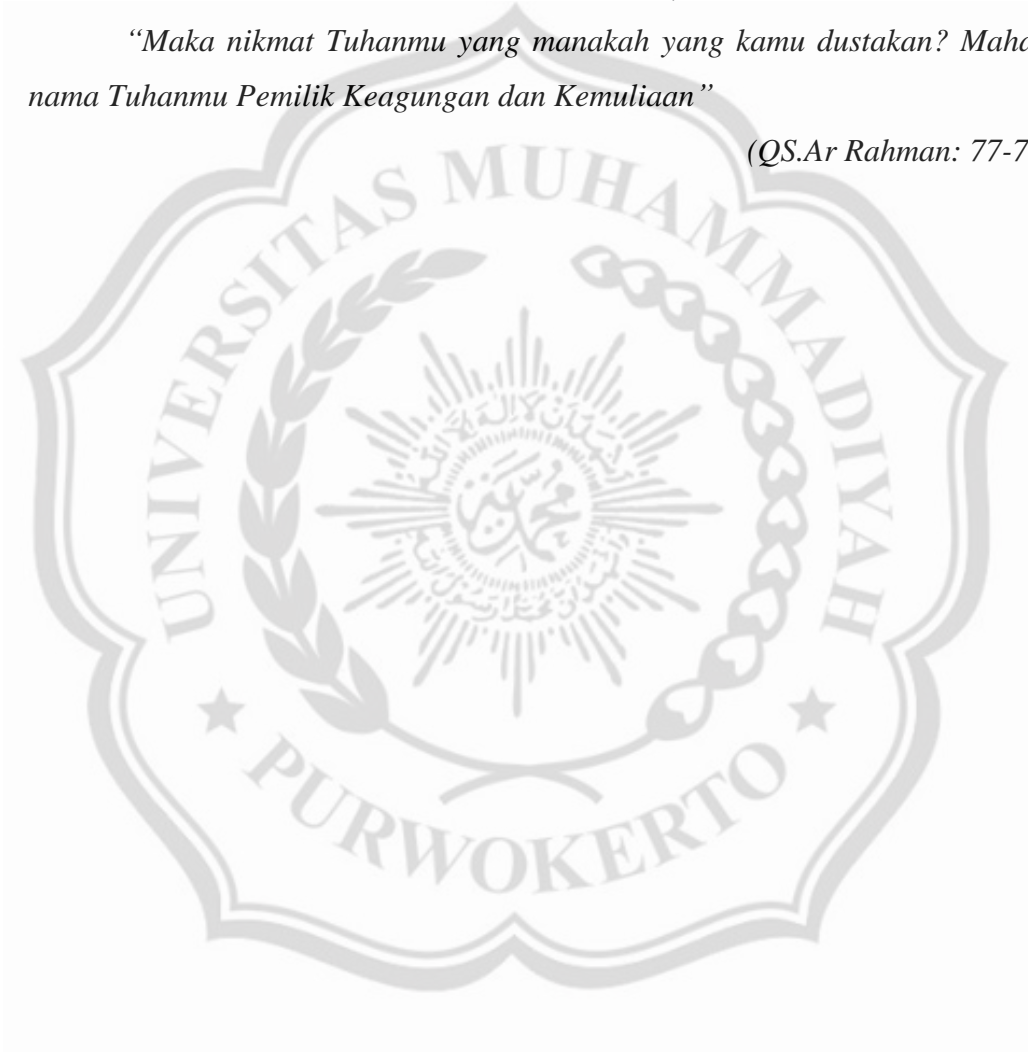 “Maka nikmat Tuhanmu yang manakah yang kamu dustakan? Maha
nama Tuhanmu Pemilik Keagungan dan Kemuliaan”
(QS.Ar Rahman: 77-7
UNIVERSITAS MUHAMMADIYAH
محمد
PURWOKERTO